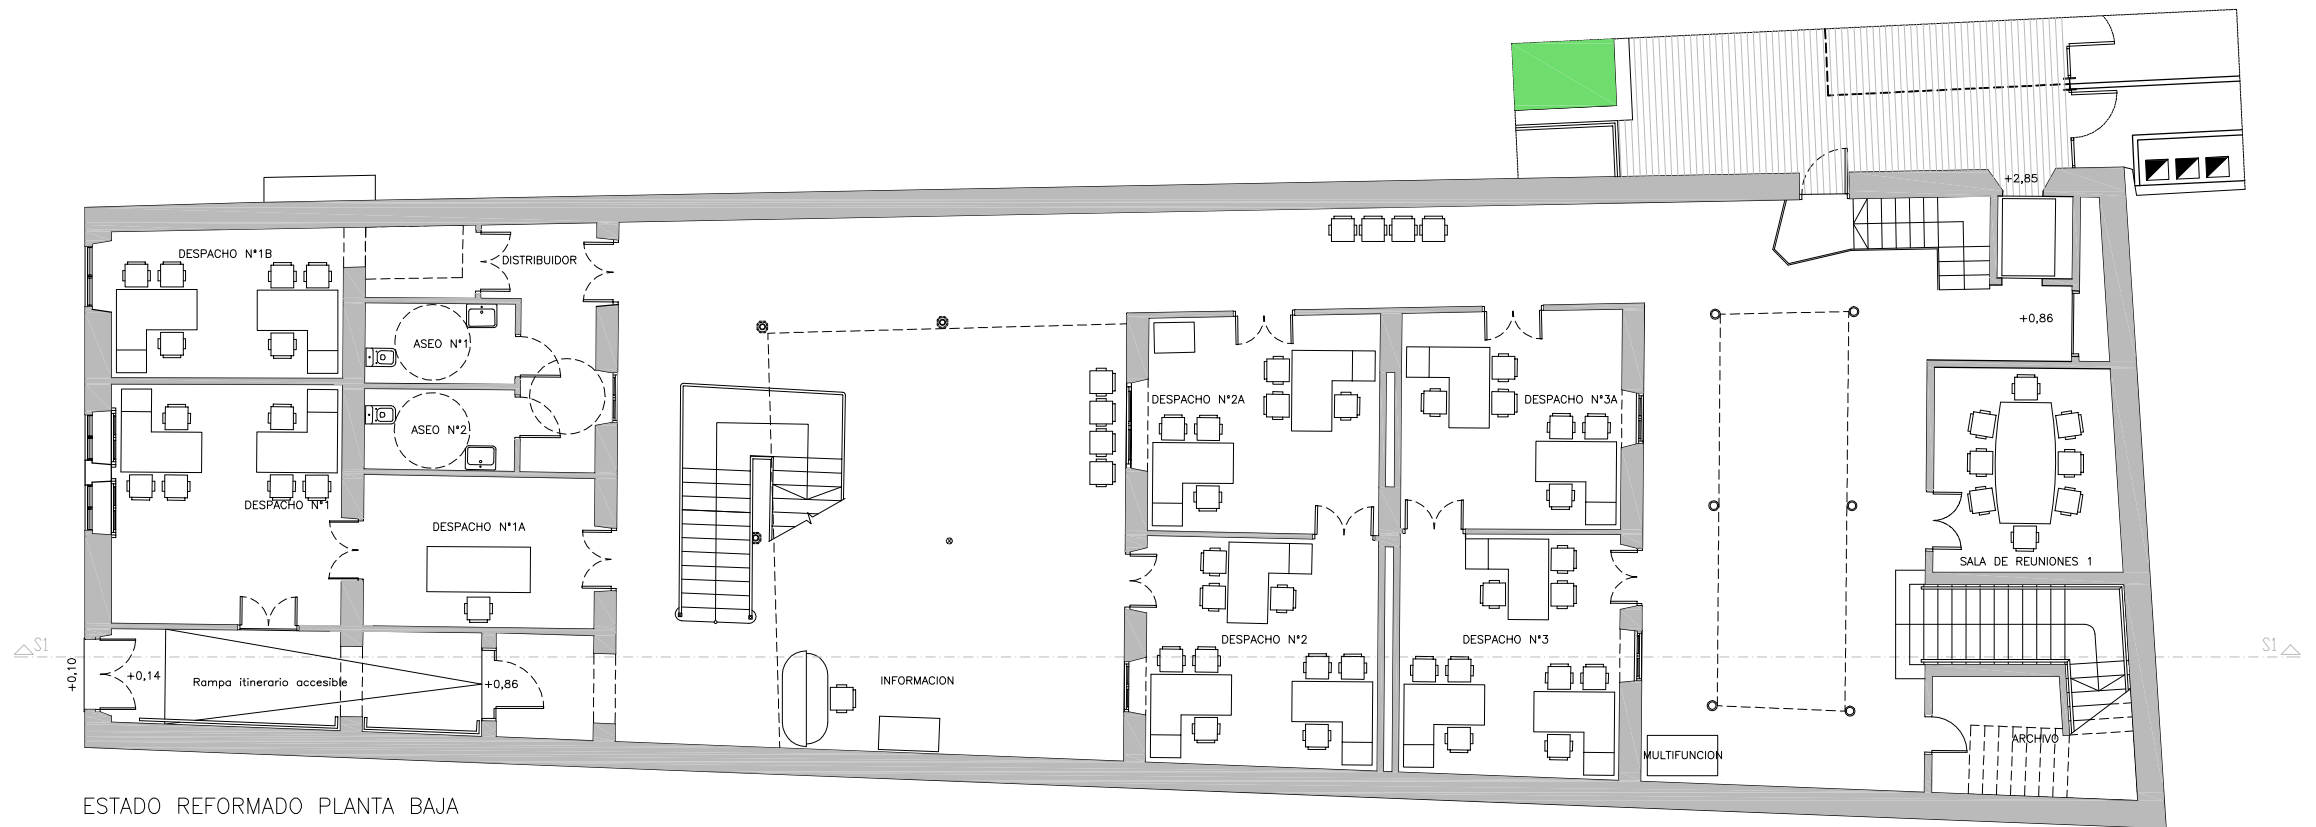 +2,85
DESPACHO N°1B
DISTRIBUIDOR
+0,86
ASEO N°1
DESPACHO N°2A
DESPACHO N°3A
ASEO N°2
DESPACHO N°1
DESPACHO N°1A
SALA DE REUNIONES 1
DESPACHO N°2
DESPACHO N°3
S1
S1
+0,10
+0,14
Rampa itinerario accesible
+0,86
INFORMACION
ARCHIVO
MULTIFUNCION
ESTADO REFORMADO PLANTA BAJA